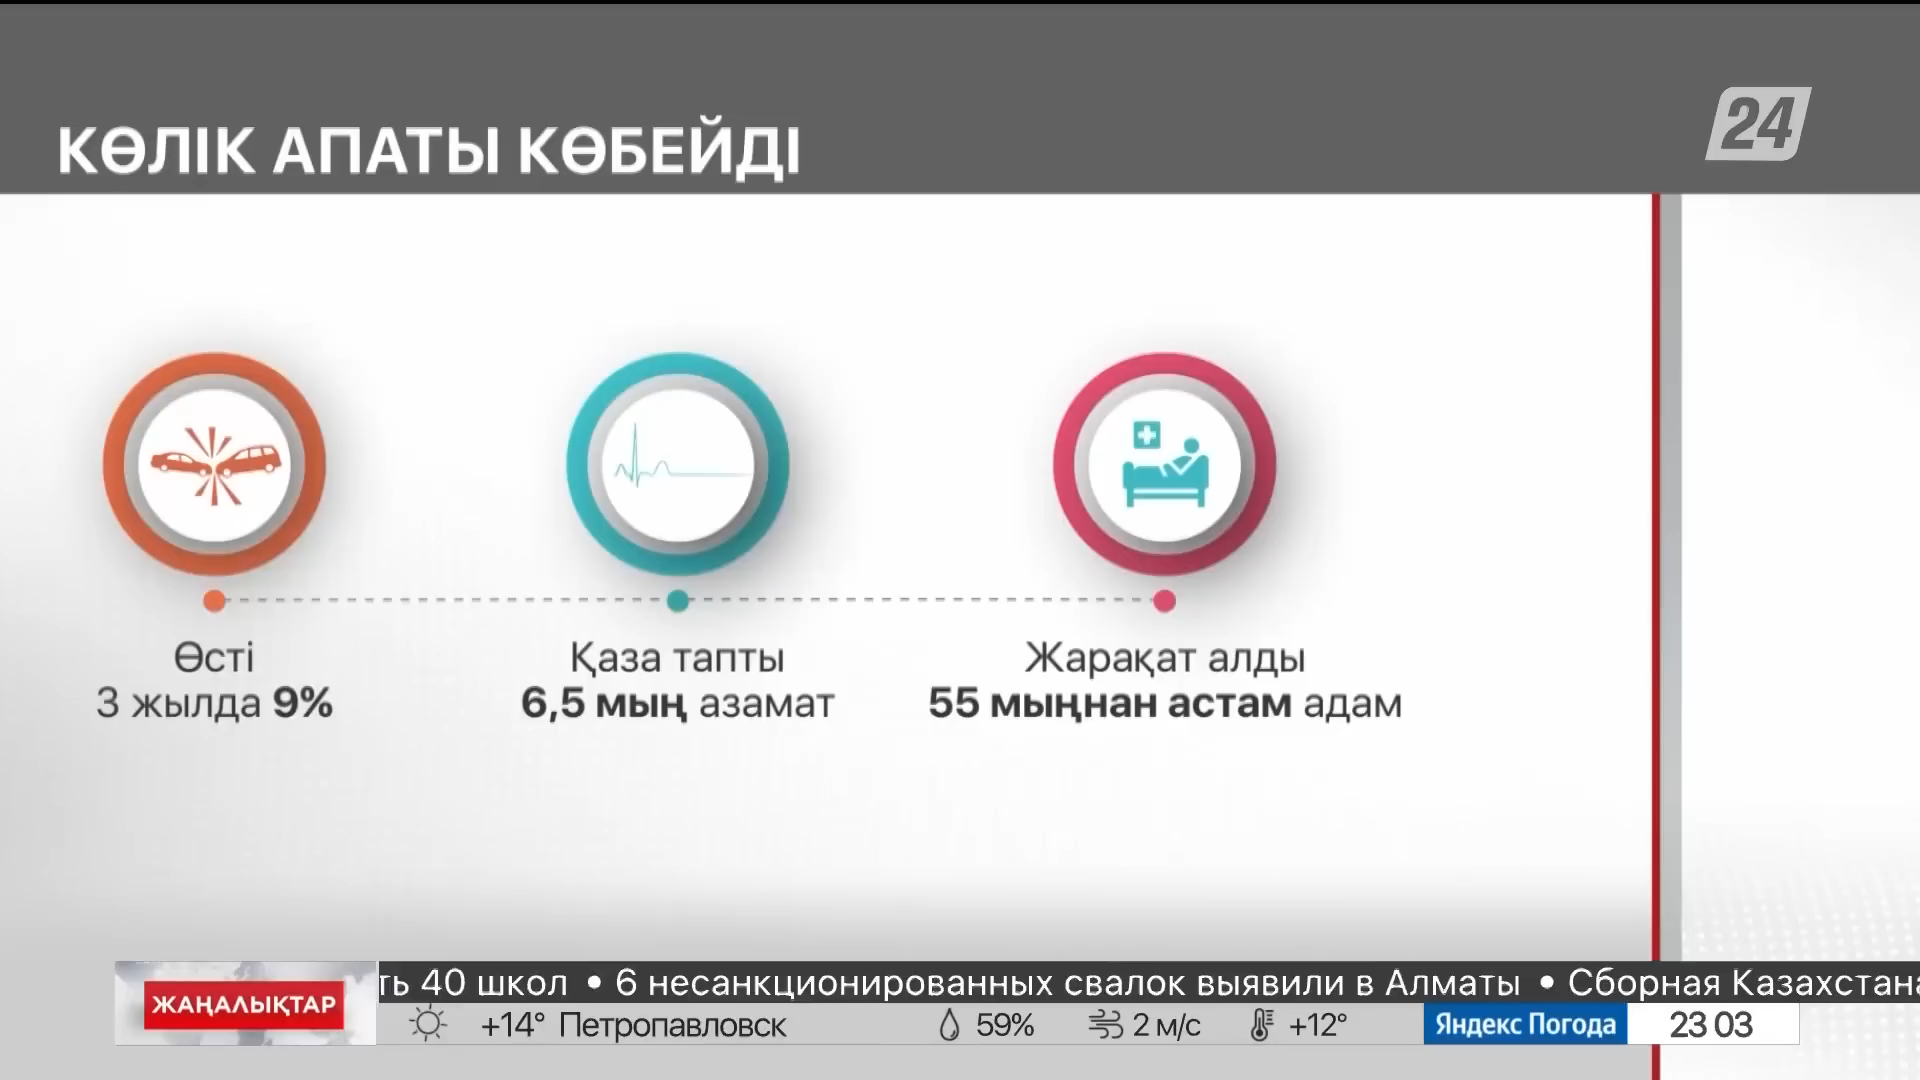 КӨЛІК АПАТЫ КӨБЕЙДІ
24
Өсті
3 жылда 9%
Қаза тапты
6,5 мың азамат
Жарақат алды
55 мыңнан астам адам
ЖАҢАЛЫҚТАР
ть 40 школ • 6 несанкционированных свалок выявили в Алматы • Сборная Казахстана
+14° Петропавловск 59% 2 м/с +12° Яндекс Погода 23 03